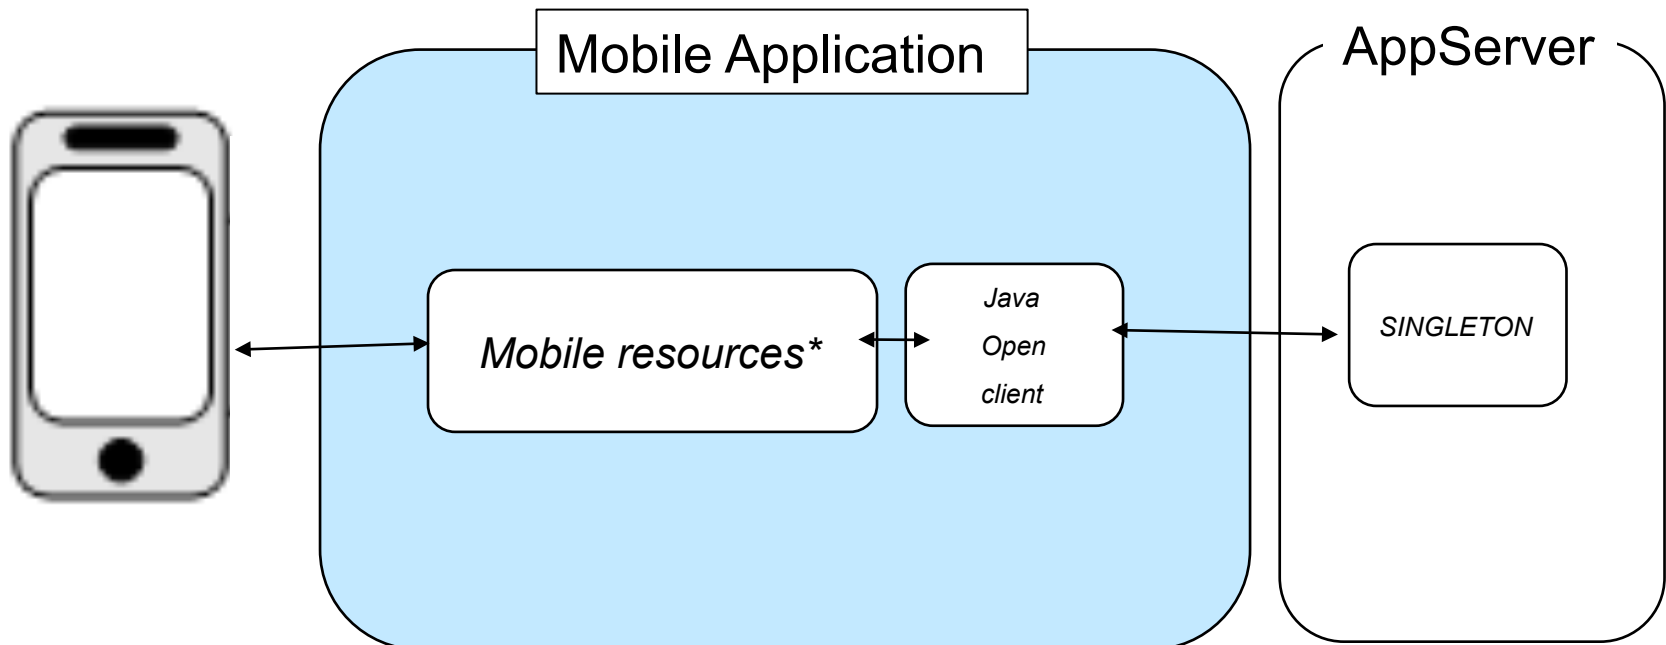 Mobile Application
AppServer
Mobile resources*
Java
Open
client
SINGLETON